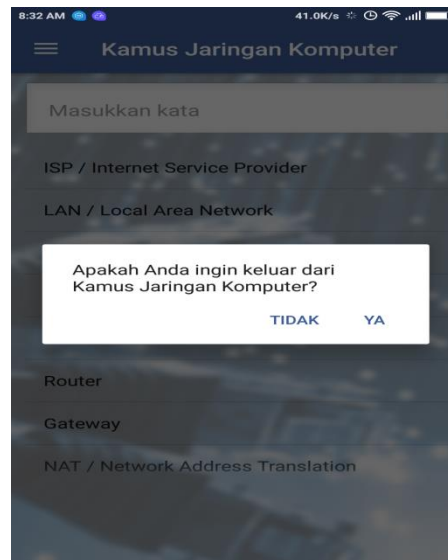 8:32 AM 41.0K/s
Kamus Jaringan Komputer
Masukkan kata
ISP / Internet Service Provider
LAN / Local Area Network
Apakah Anda ingin keluar dari
Kamus Jaringan Komputer?
TIDAK YA
Router
Gateway
NAT / Network Address Translation